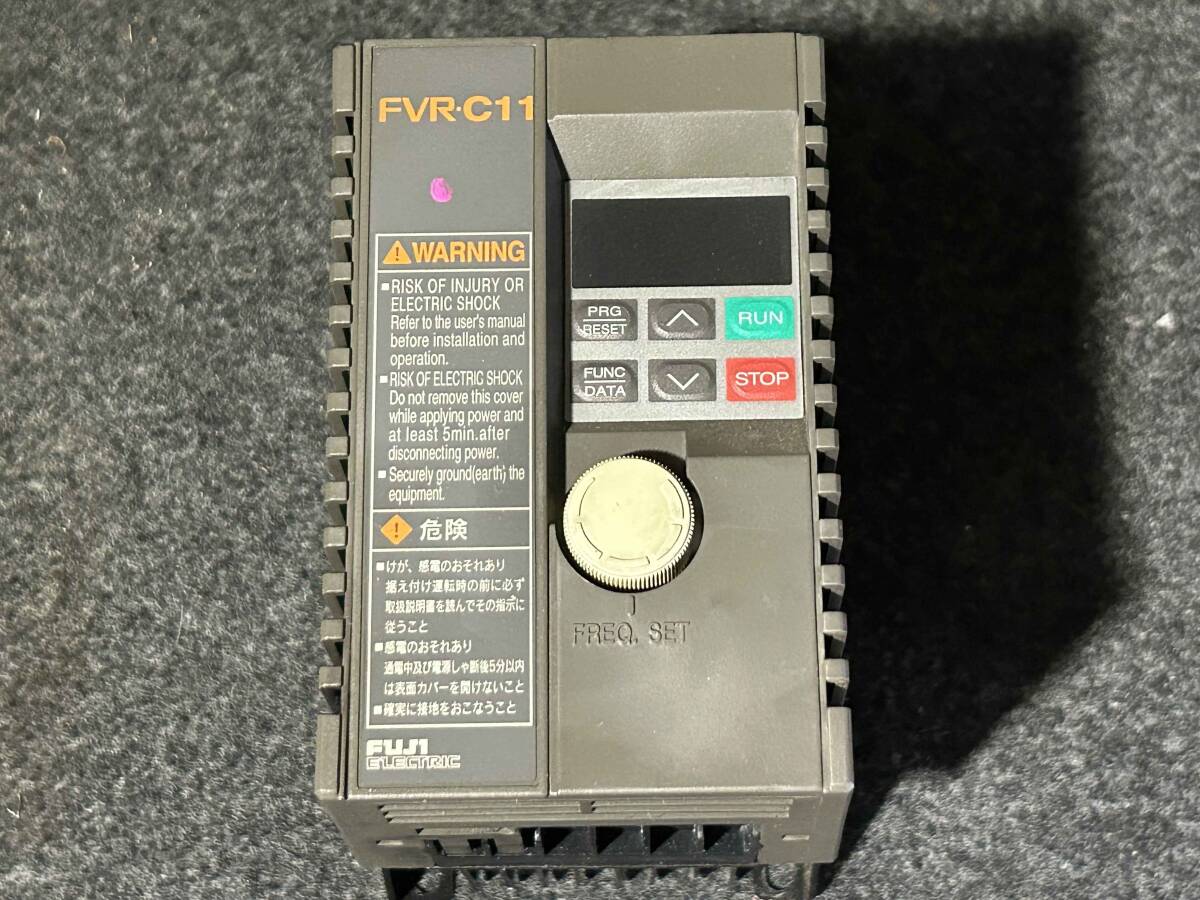 FVR·C11
⚠WARNING
■RISK OF INJURY OR
ELECTRIC SHOCK
Refer to the user's manual
before installation and
operation.
■RISK OF ELECTRIC SHOCK
Do not remove this cover
while applying power and
at least 5min.after
disconnecting power.
■Securely ground(earth) the
equipment.
危険
■けが、感電のおそれあり
据え付け運転時の前に必ず
取扱説明書を読んでその指示に
従うこと
■感電のおそれあり
通電中及び電源しゃ断後5分以内
は表面カバーを開けないこと
■確実に接地をおこなうこと
FUJI
ELECTRIC
PRG
RESET
RUN
FUNC
DATA
STOP
FREQ. SET